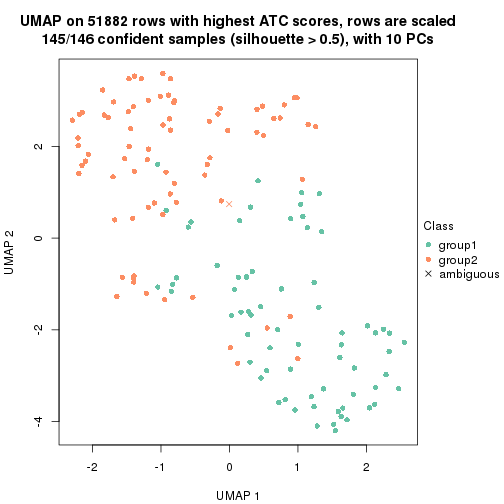 UMAP on 51882 rows with highest ATC scores, rows are scaled
145/146 confident samples (silhouette > 0.5), with 10 PCs
2
0
-2
-4
UMAP 2
-2
-1
0
1
2
UMAP 1
Class
group1
group2
ambiguous